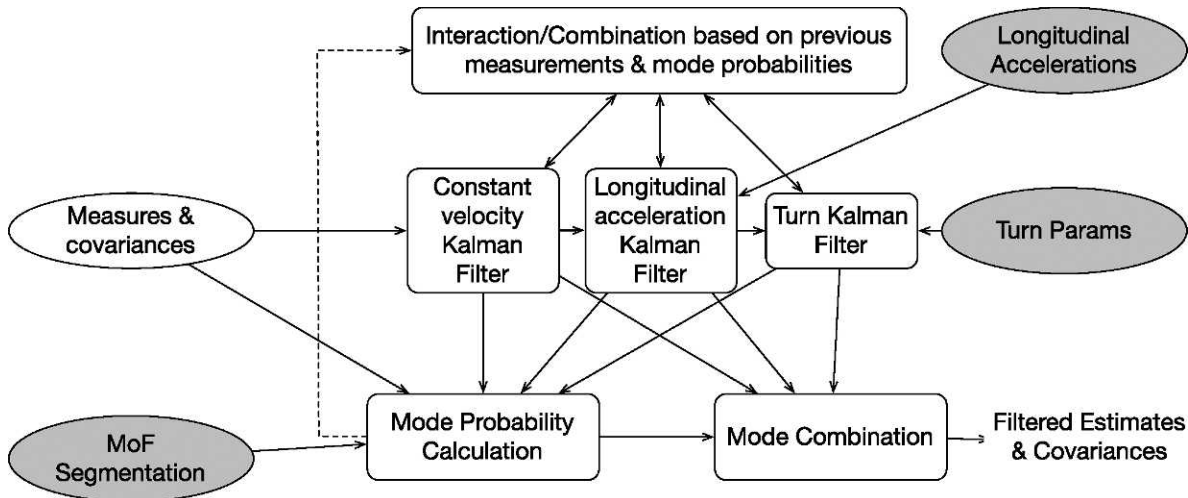 Interaction/Combination based on previous
measurements & mode probabilities
Longitudinal
Accelerations
Measures &
covariances
Constant
velocity
Kalman
Filter
Longitudinal
acceleration
Kalman
Filter
Turn Kalman
Filter
Turn Params
MoF
Segmentation
Mode Probability
Calculation
Mode Combination
Filtered Estimates
& Covariances